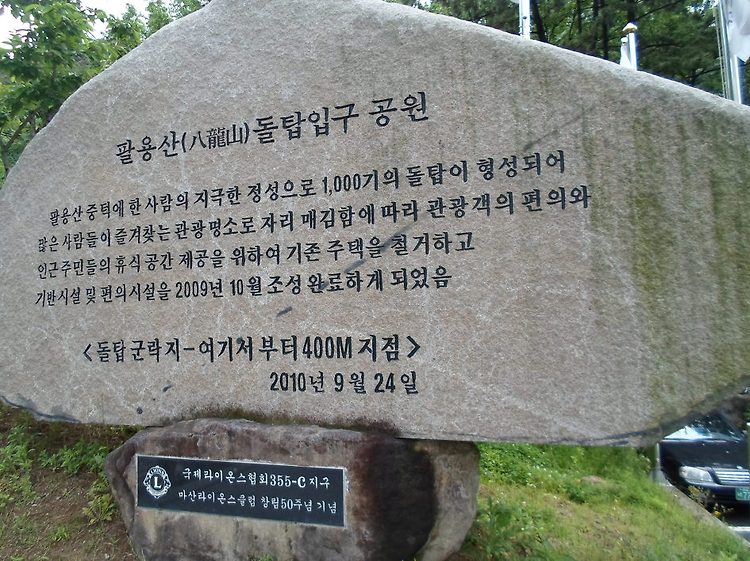 팔용산(八龍山)돌탑입구 공원
팔용산 중턱에 한 사람의 지극한 정성으로 1,000기의 돌탑이 형성되어
많은 사람들이 즐겨찾는 관광명소로 자리 매김함에 따라 관광객의 편의와
인근 주민들의 휴식 공간 제공을 위하여 기존 주택을 철거하고
기반시설 및 편의시설을 2009년 10월 조성 완료하게 되었음
<돌탑 군락지-여기서부터 400M 지점>
2010년 9월 24일
L
국제라이온스협회355-C지구
마산라이온스클럽 창립50주년 기념